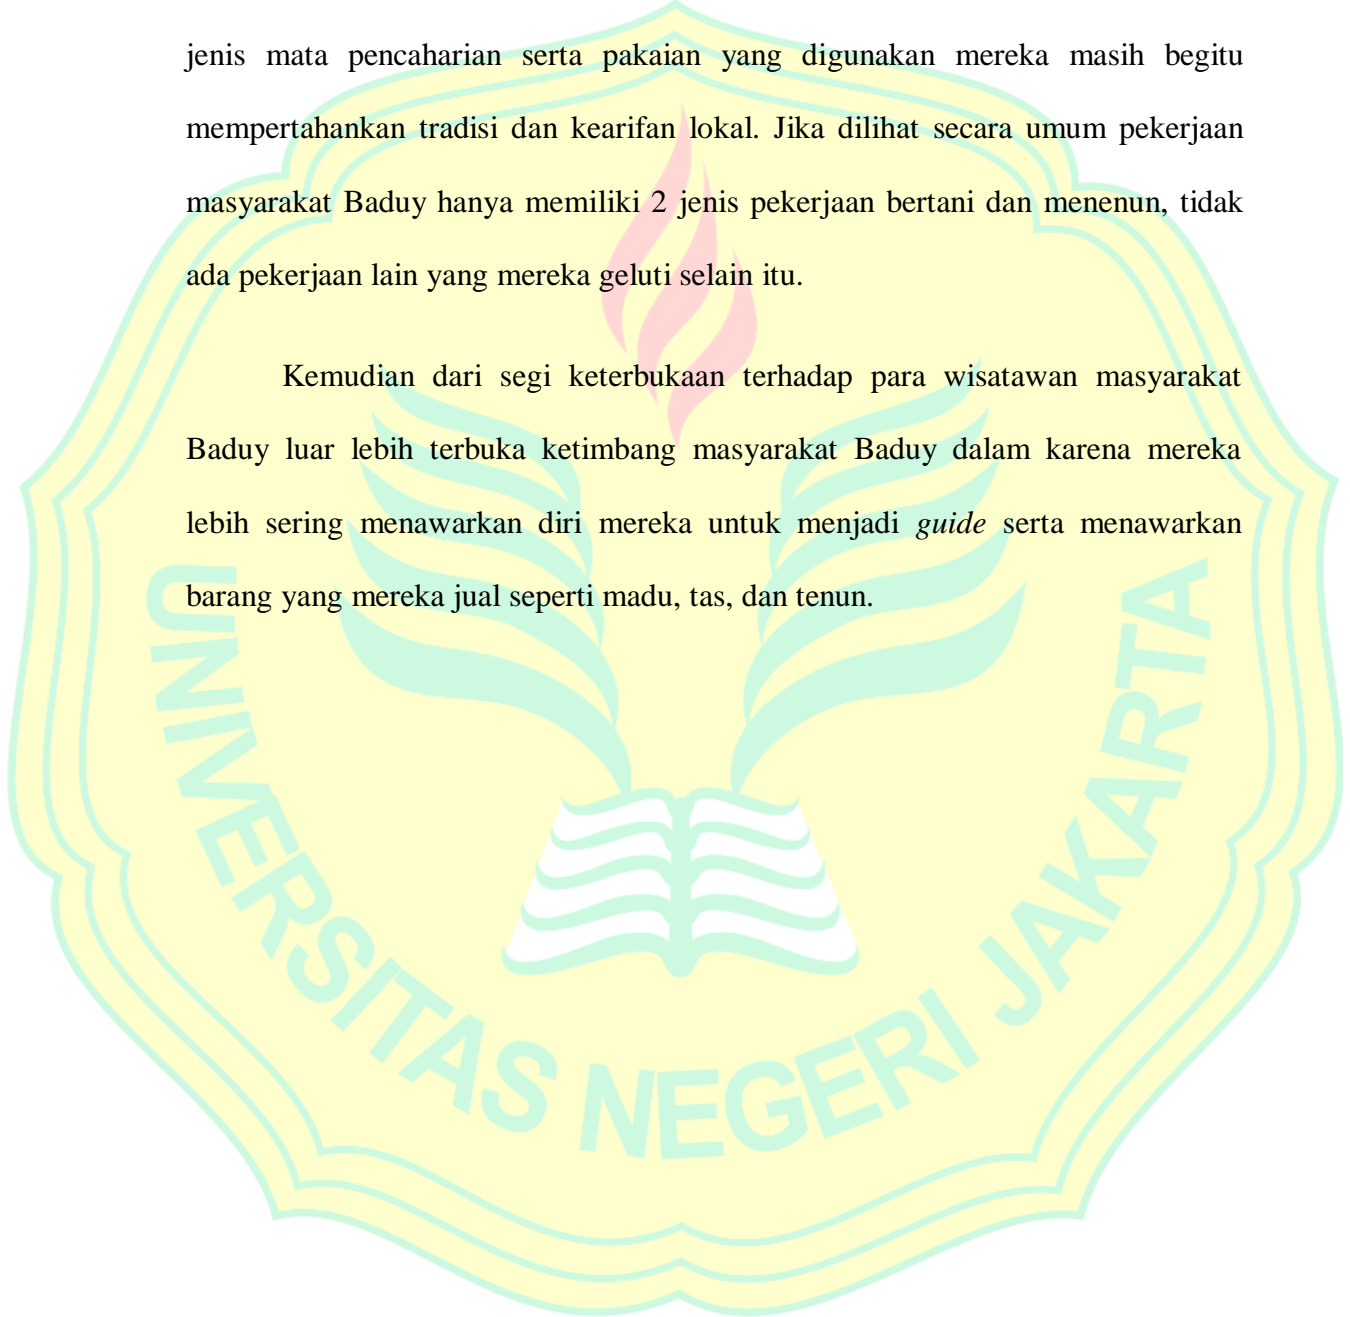 jenis mata pencaharian serta pakaian yang digunakan mereka masih begitu
mempertahankan tradisi dan kearifan lokal. Jika dilihat secara umum pekerjaan
masyarakat Baduy hanya memiliki 2 jenis pekerjaan bertani dan menenun, tidak
ada pekerjaan lain yang mereka geluti selain itu.
Kemudian dari segi keterbukaan terhadap para wisatawan masyarakat
Baduy luar lebih terbuka ketimbang masyarakat Baduy dalam karena mereka
lebih sering menawarkan diri mereka untuk menjadi guide serta menawarkan
barang yang mereka jual seperti madu, tas, dan tenun.
UNIVERSITAS NEGERI JAKARTA